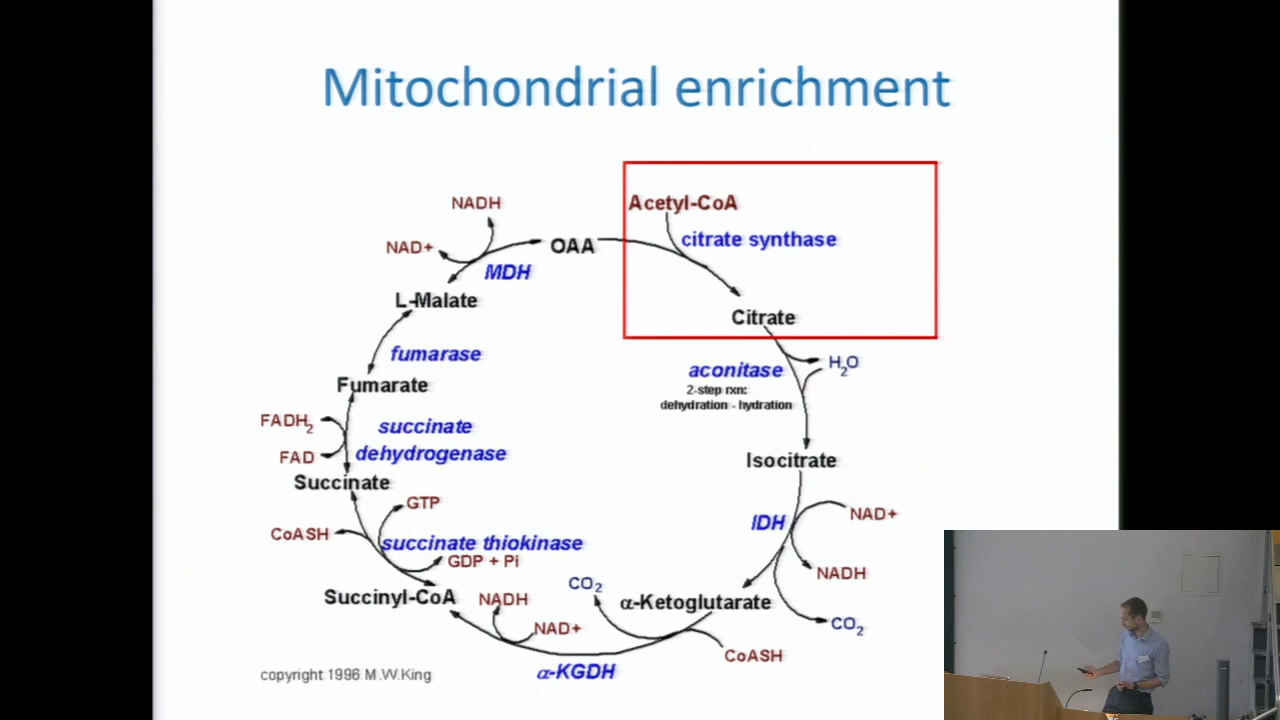 Mitochondrial enrichment
NADH
Acetyl-CoA
NAD+
OAA
citrate synthase
MDH
L-Malate
Citrate
fumarase
aconitase
H2O
2-step rxn:
dehydration - hydration
Fumarate
FADH2
succinate
dehydrogenase
FAD
Isocitrate
Succinate
GTP
IDH
NAD+
CoASH
succinate thiokinase
GDP + Pi
NADH
CO2
Succinyl-CoA
NADH
α-Ketoglutarate
NAD+
CO2
CoASH
α-KGDH
copyright 1996 M.W.King